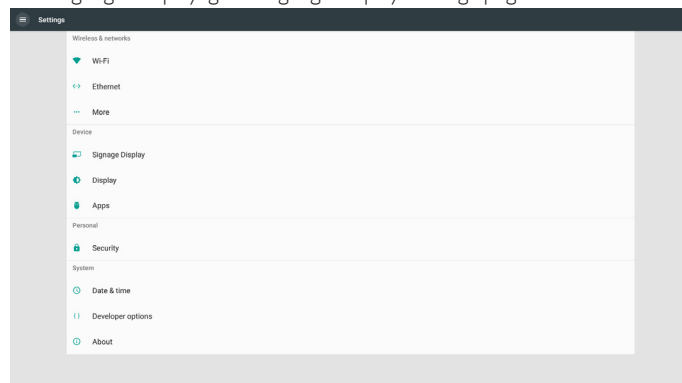 Settings
Wireless & networks
Wi-Fi
Ethernet
More
Device
Signage Display
Display
Apps
Personal
Security
System
Date & time
Developer options
About